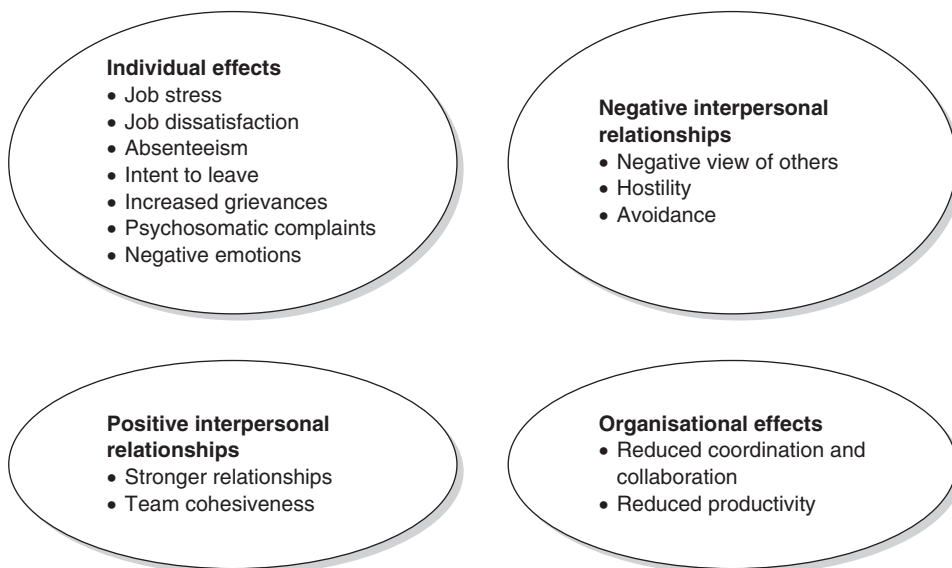 Individual effects
• Job stress
• Job dissatisfaction
• Absenteeism
• Intent to leave
• Increased grievances
• Psychosomatic complaints
• Negative emotions
Negative interpersonal
relationships
• Negative view of others
• Hostility
• Avoidance
Positive interpersonal
relationships
• Stronger relationships
• Team cohesiveness
Organisational effects
• Reduced coordination and
collaboration
• Reduced productivity